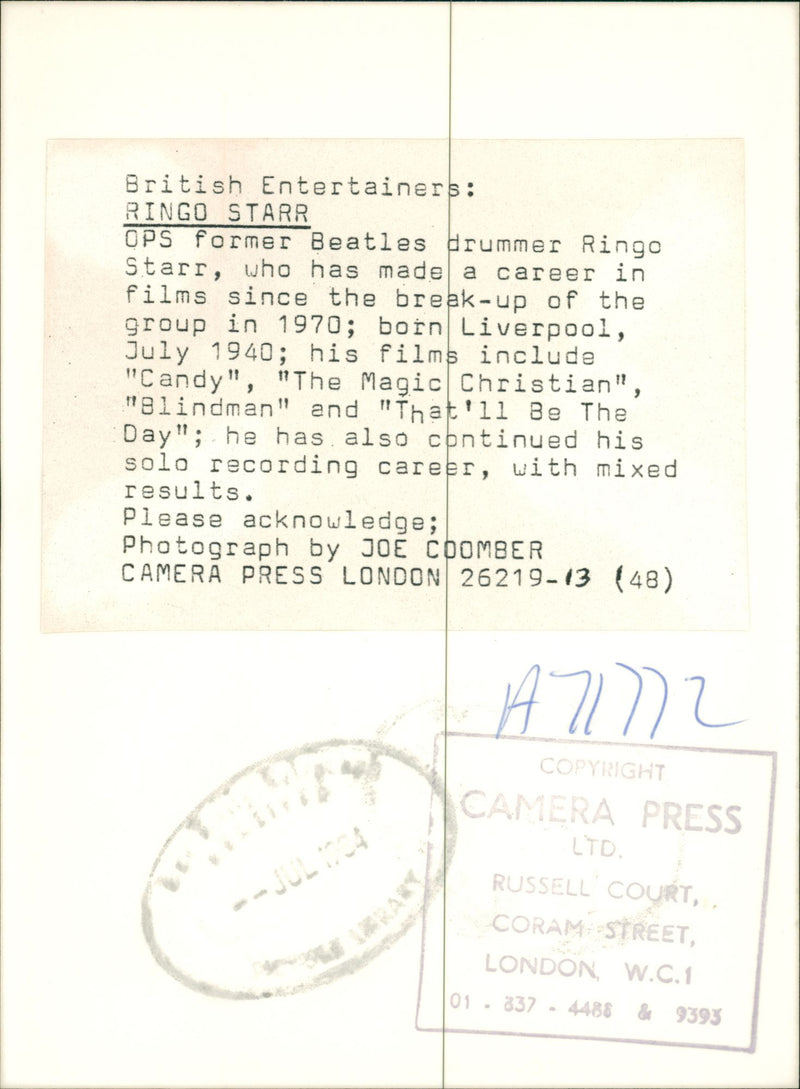 British Entertainers:
RINGO STARR
OPS former Beatles drummer Ringo
Starr, who has made a career in
films since the break-up of the
group in 1970; born Liverpool,
July 1940; his films include
"Candy", "The Magic Christian",
"Blindman" and "That'll Be The
Day"; he has also continued his
solo recording career, with mixed
results.
Please acknowledge;
Photograph by JOE COOMBER
CAMERA PRESS LONDON 26219-13 (48)
A71772
COPYRIGHT
CAMERA PRESS
LTD.
RUSSELL COURT,
CORAM STREET,
LONDON, W.C.1
01 - 837 - 4488 & 9393
-- JUL 1984
LIBRARY